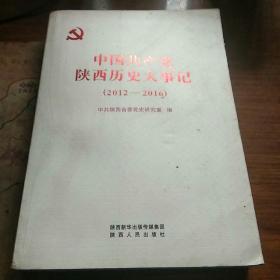 中国共产党
陕西历史大事记
(2012—2016)
中共陕西省委党史研究室 编
陕西新华出版传媒集团
陕西人民出版社